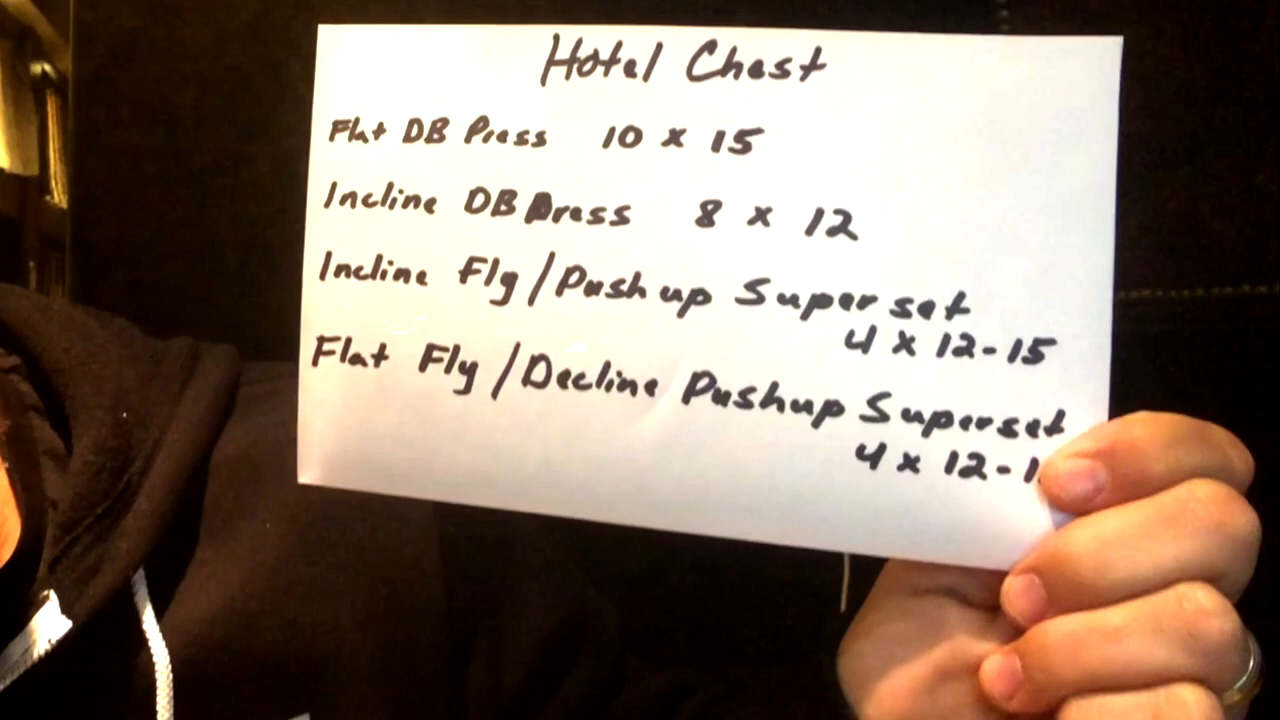 Hotel Chest
Flat DB Press 10 x 15
Incline DB Press 8 x 12
Incline Fly/Pushup Superset
4 x 12-15
Flat Fly/Decline Pushup Superset
4 x 12-1